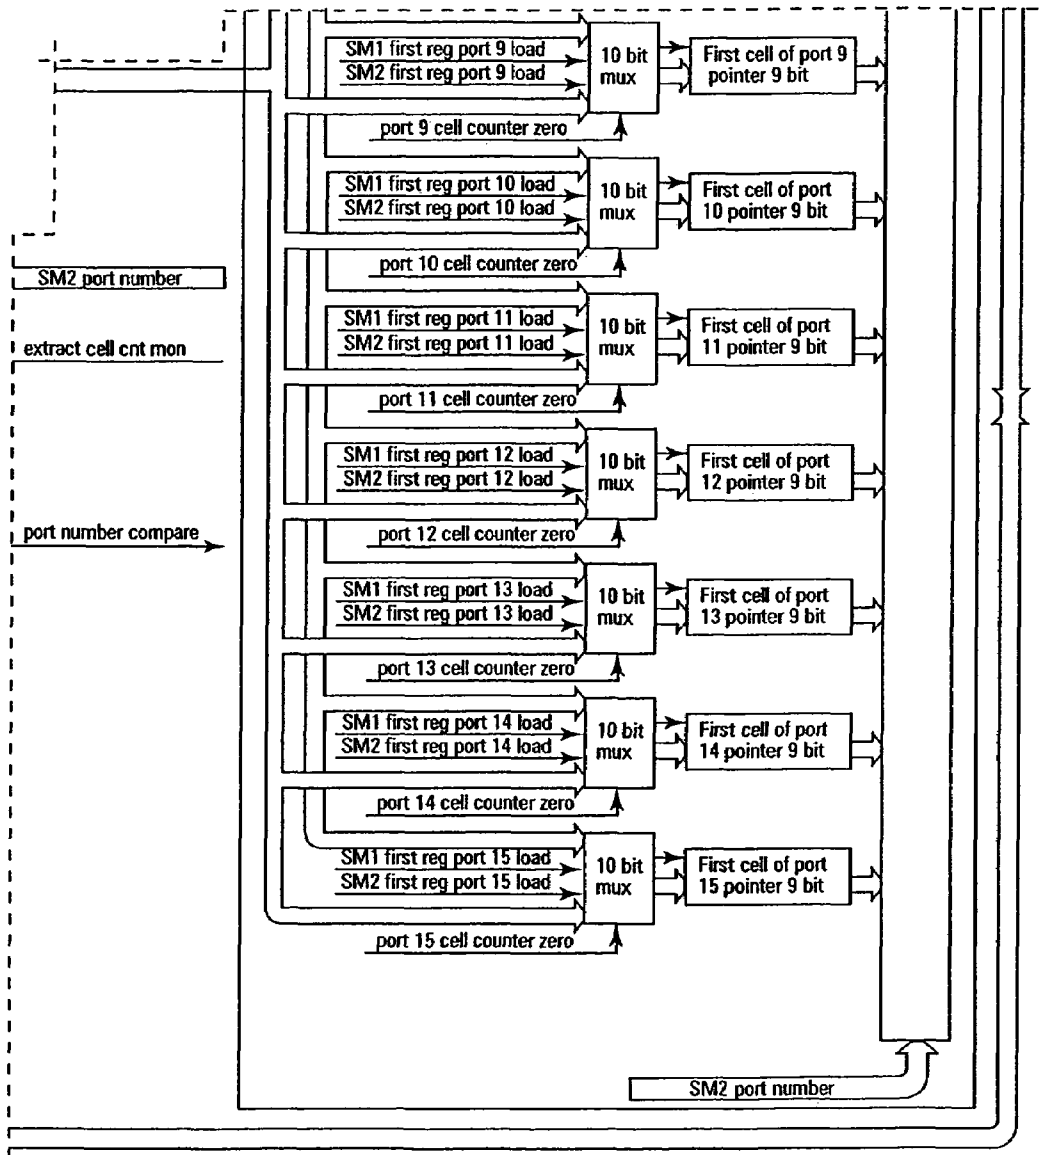 SM1 first reg port 9 load
SM2 first reg port 9 load
10 bit
mux
First cell of port 9
pointer 9 bit
port 9 cell counter zero
SM1 first reg port 10 load
SM2 first reg port 10 load
10 bit
mux
First cell of port
10 pointer 9 bit
port 10 cell counter zero
SM2 port number
SM1 first reg port 11 load
SM2 first reg port 11 load
10 bit
mux
First cell of port
11 pointer 9 bit
extract cell cnt mon
port 11 cell counter zero
SM1 first reg port 12 load
SM2 first reg port 12 load
10 bit
mux
First cell of port
12 pointer 9 bit
port number compare
port 12 cell counter zero
SM1 first reg port 13 load
SM2 first reg port 13 load
10 bit
mux
First cell of port
13 pointer 9 bit
port 13 cell counter zero
SM1 first reg port 14 load
SM2 first reg port 14 load
10 bit
mux
First cell of port
14 pointer 9 bit
port 14 cell counter zero
SM1 first reg port 15 load
SM2 first reg port 15 load
10 bit
mux
First cell of port
15 pointer 9 bit
port 15 cell counter zero
SM2 port number